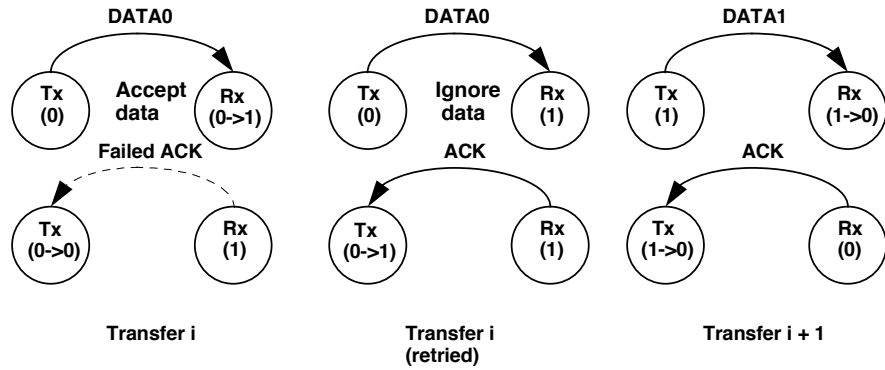 DATA0
Tx
(0)
Accept
data
Rx
(0->1)
Failed ACK
Tx
(0->0)
Rx
(1)
Transfer i
DATA0
Tx
(0)
Ignore
data
Rx
(1)
ACK
Tx
(0->1)
Rx
(1)
Transfer i
(retried)
DATA1
Tx
(1)
Rx
(1->0)
ACK
Tx
(1->0)
Rx
(0)
Transfer i + 1